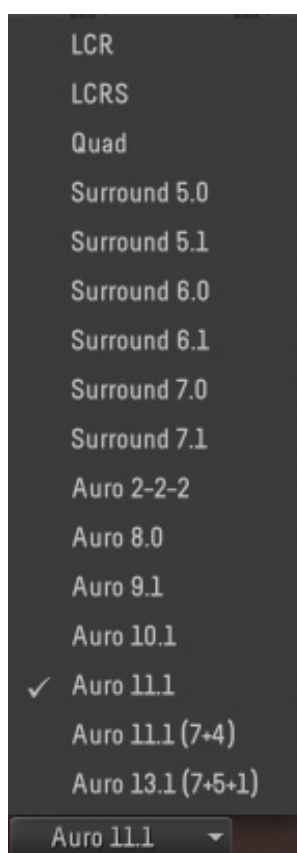 LCR
LCRS
Quad
Surround 5.0
Surround 5.1
Surround 6.0
Surround 6.1
Surround 7.0
Surround 7.1
Auro 2-2-2
Auro 8.0
Auro 9.1
Auro 10.1
✓ Auro 11.1
Auro 11.1 (7+4)
Auro 13.1 (7+5+1)
Auro 11.1